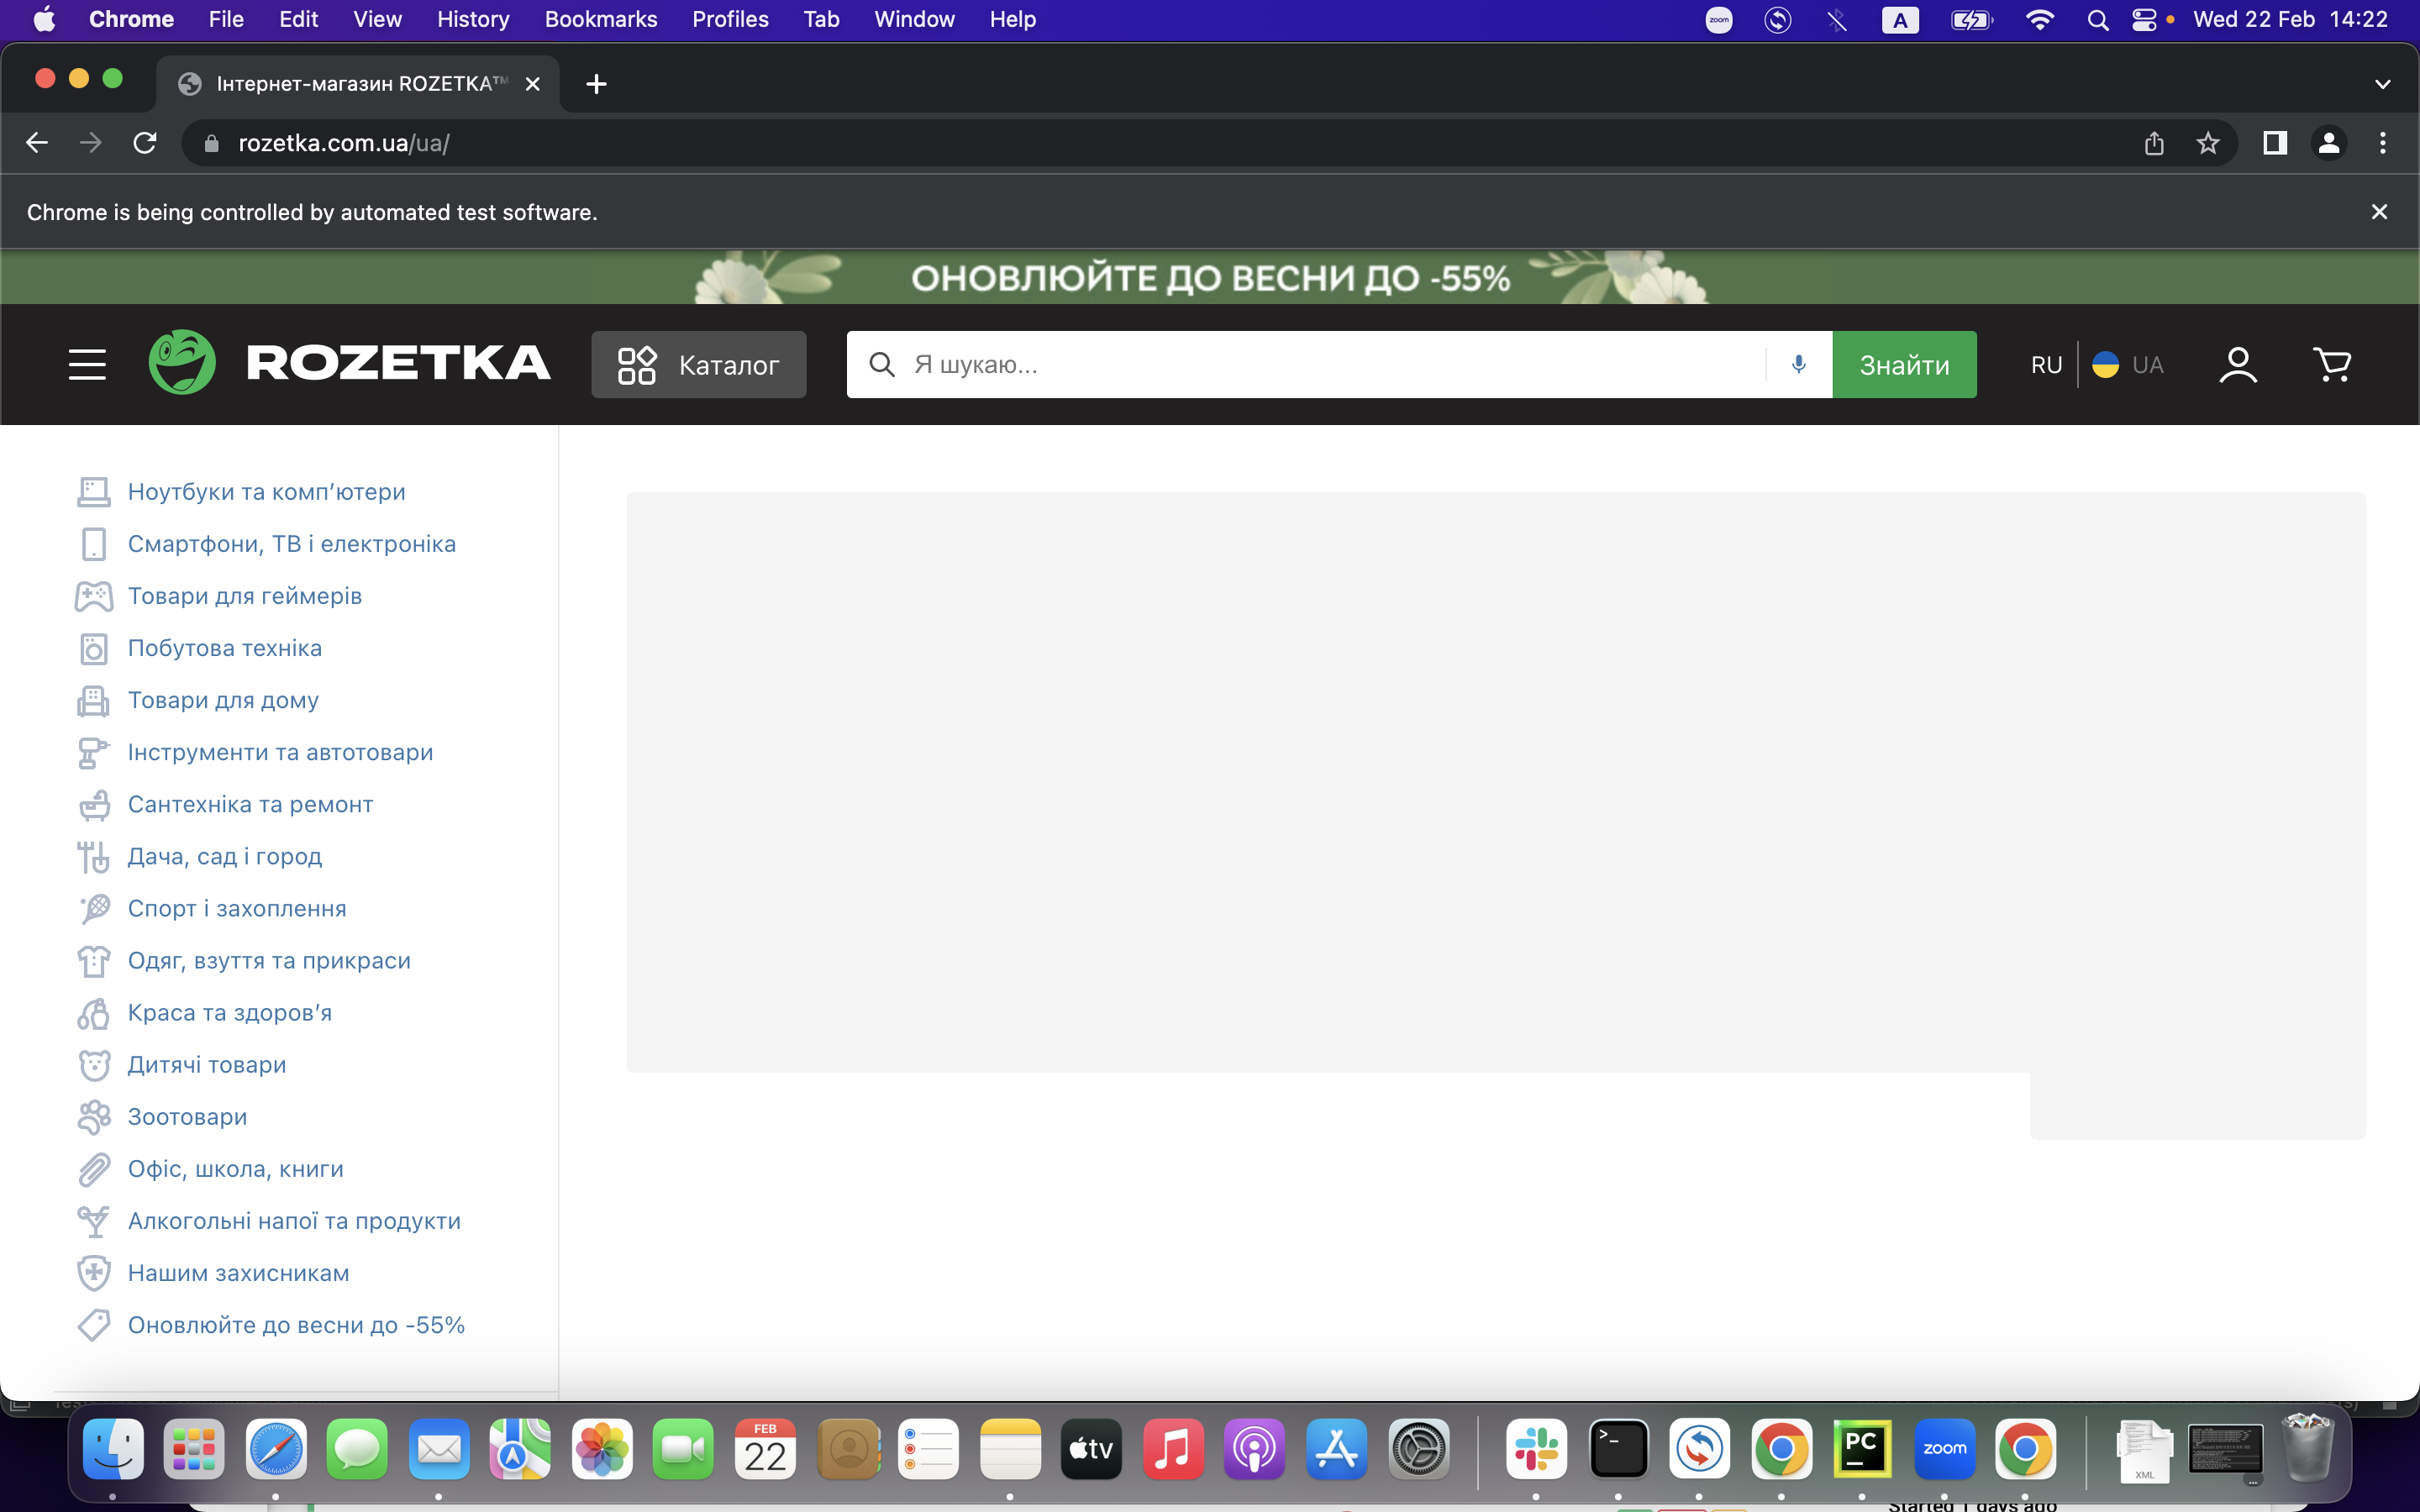 Chrome File Edit View History Bookmarks Profiles Tab Window Help zoom A Wed 22 Feb 14:22
Інтернет-магазин ROZETKA™
rozetka.com.ua/ua/
Chrome is being controlled by automated test software.
ОНОВЛЮЙТЕ ДО ВЕСНИ ДО -55%
ROZETKA Каталог Я шукаю... Знайти RU UA
Ноутбуки та комп’ютери
Смартфони, ТВ і електроніка
Товари для геймерів
Побутова техніка
Товари для дому
Інструменти та автотовари
Сантехніка та ремонт
Дача, сад і город
Спорт і захоплення
Одяг, взуття та прикраси
Краса та здоров’я
Дитячі товари
Зоотовари
Офіс, школа, книги
Алкогольні напої та продукти
Нашим захисникам
Оновлюйте до весни до -55%
FEB
22
tv
PC
zoom
XML
Started 1 days ago